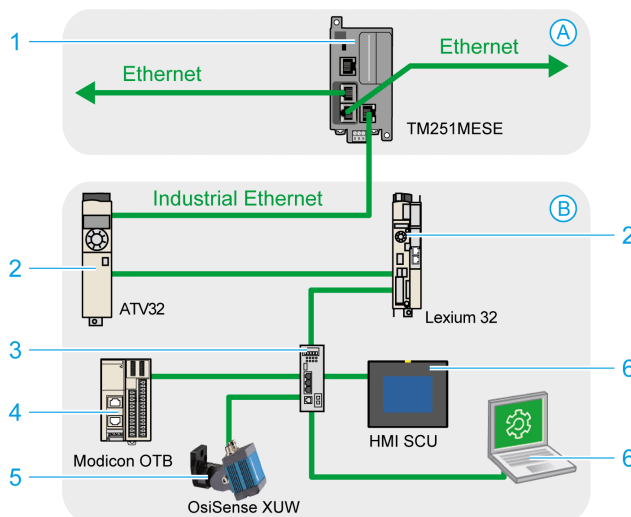 A
1
Ethernet
Ethernet
TM251MESE
Industrial Ethernet
B
2
2
ATV32
Lexium 32
3
6
4
HMI SCU
Modicon OTB
6
5
OsiSense XUW